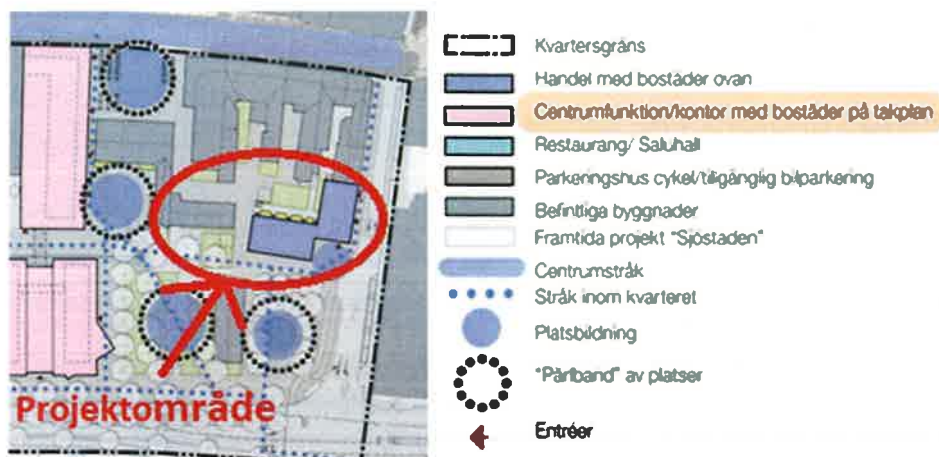 Kvartersgräns
Handel med bostäder ovan
Centrumfunktion/kontor med bostäder på takplan
Restaurang/ Saluhall
Parkeringshus cykel/tillgänglig bilparkering
Befintliga byggnader
Framtida projekt "Sjöstaden"
Centrumstråk
Stråk inom kvarteret
Platsbildning
"Pärlband" av platser
Entréer
Projektområde